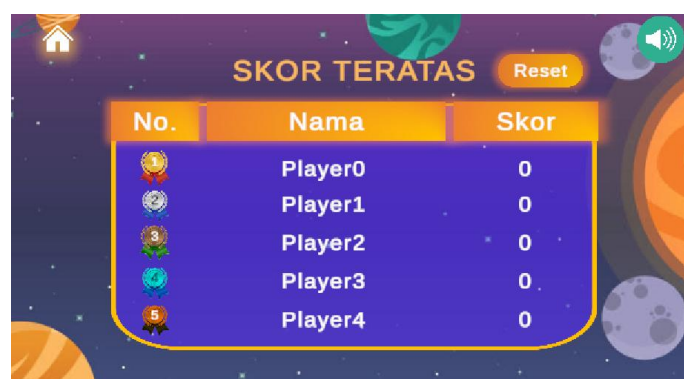 SKOR TERATAS Reset
No. Nama Skor
1 Player0 0
2 Player1 0
3 Player2 0
4 Player3 0
5 Player4 0